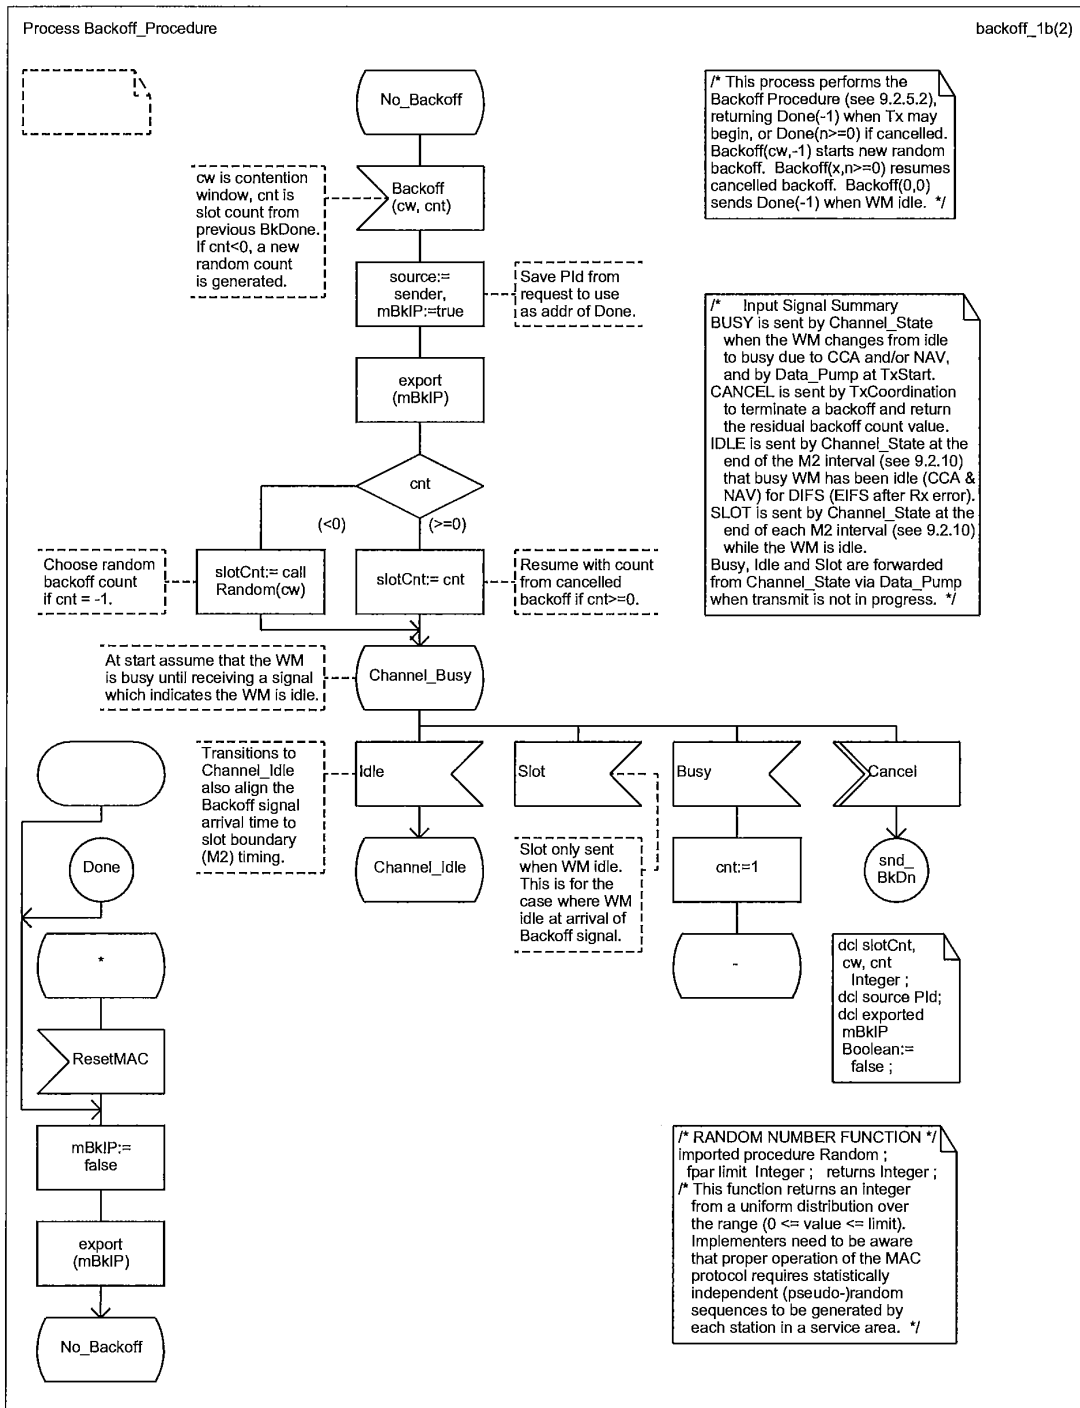 Process Backoff_Procedure
backoff_1b(2)
No_Backoff
/* This process performs the
Backoff Procedure (see 9.2.5.2),
returning Done(-1) when Tx may
begin, or Done(n>=0) if cancelled.
Backoff(cw,-1) starts new random
backoff. Backoff(x,n>=0) resumes
cancelled backoff. Backoff(0,0)
sends Done(-1) when WM idle. */
cw is contention
window, cnt is
slot count from
previous BkDone.
If cnt<0, a new
random count
is generated.
Backoff
(cw, cnt)
source:=
sender,
mBkIP:=true
Save PId from
request to use
as addr of Done.
/* Input Signal Summary
BUSY is sent by Channel_State
when the WM changes from idle
to busy due to CCA and/or NAV,
and by Data_Pump at TxStart.
CANCEL is sent by TxCoordination
to terminate a backoff and return
the residual backoff count value.
IDLE is sent by Channel_State at the
end of the M2 interval (see 9.2.10)
that busy WM has been idle (CCA &
NAV) for DIFS (EIFS after Rx error).
SLOT is sent by Channel_State at the
end of each M2 interval (see 9.2.10)
while the WM is idle.
Busy, Idle and Slot are forwarded
from Channel_State via Data_Pump
when transmit is not in progress. */
export
(mBkIP)
cnt
(<0)
(>=0)
Choose random
backoff count
if cnt = -1.
slotCnt:= call
Random(cw)
slotCnt:= cnt
Resume with count
from cancelled
backoff if cnt>=0.
At start assume that the WM
is busy until receiving a signal
which indicates the WM is idle.
Channel_Busy
Transitions to
Channel_Idle
also align the
Backoff signal
arrival time to
slot boundary
(M2) timing.
Idle
Slot
Busy
Cancel
Done
Channel_Idle
Slot only sent
when WM idle.
This is for the
case where WM
idle at arrival of
Backoff signal.
cnt:=1
snd_
BkDn
*
-
dcl slotCnt,
cw, cnt
Integer ;
dcl source PId;
dcl exported
mBkIP
Boolean:=
false ;
ResetMAC
mBkIP:=
false
export
(mBkIP)
No_Backoff
/* RANDOM NUMBER FUNCTION */
imported procedure Random ;
fpar limit Integer ; returns Integer ;
/* This function returns an integer
from a uniform distribution over
the range (0 <= value <= limit).
Implementers need to be aware
that proper operation of the MAC
protocol requires statistically
independent (pseudo-)random
sequences to be generated by
each station in a service area. */